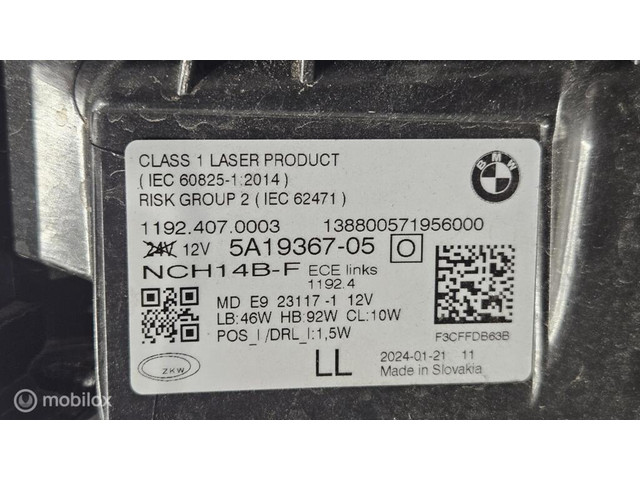 CLASS 1 LASER PRODUCT
( IEC 60825-1:2014 )
RISK GROUP 2 ( IEC 62471 )
BMW
1192.407.0003 138800571956000
24V 12V 5A19367-05 O
NCH14B-F ECE links
1192.4
MD E9 23117 -1 12V
LB:46W HB:92W CL:10W
POS_I /DRL_I:1,5W
F3CFFDB63B
ZKW
LL
2024-01-21 11
Made in Slovakia
mobilox